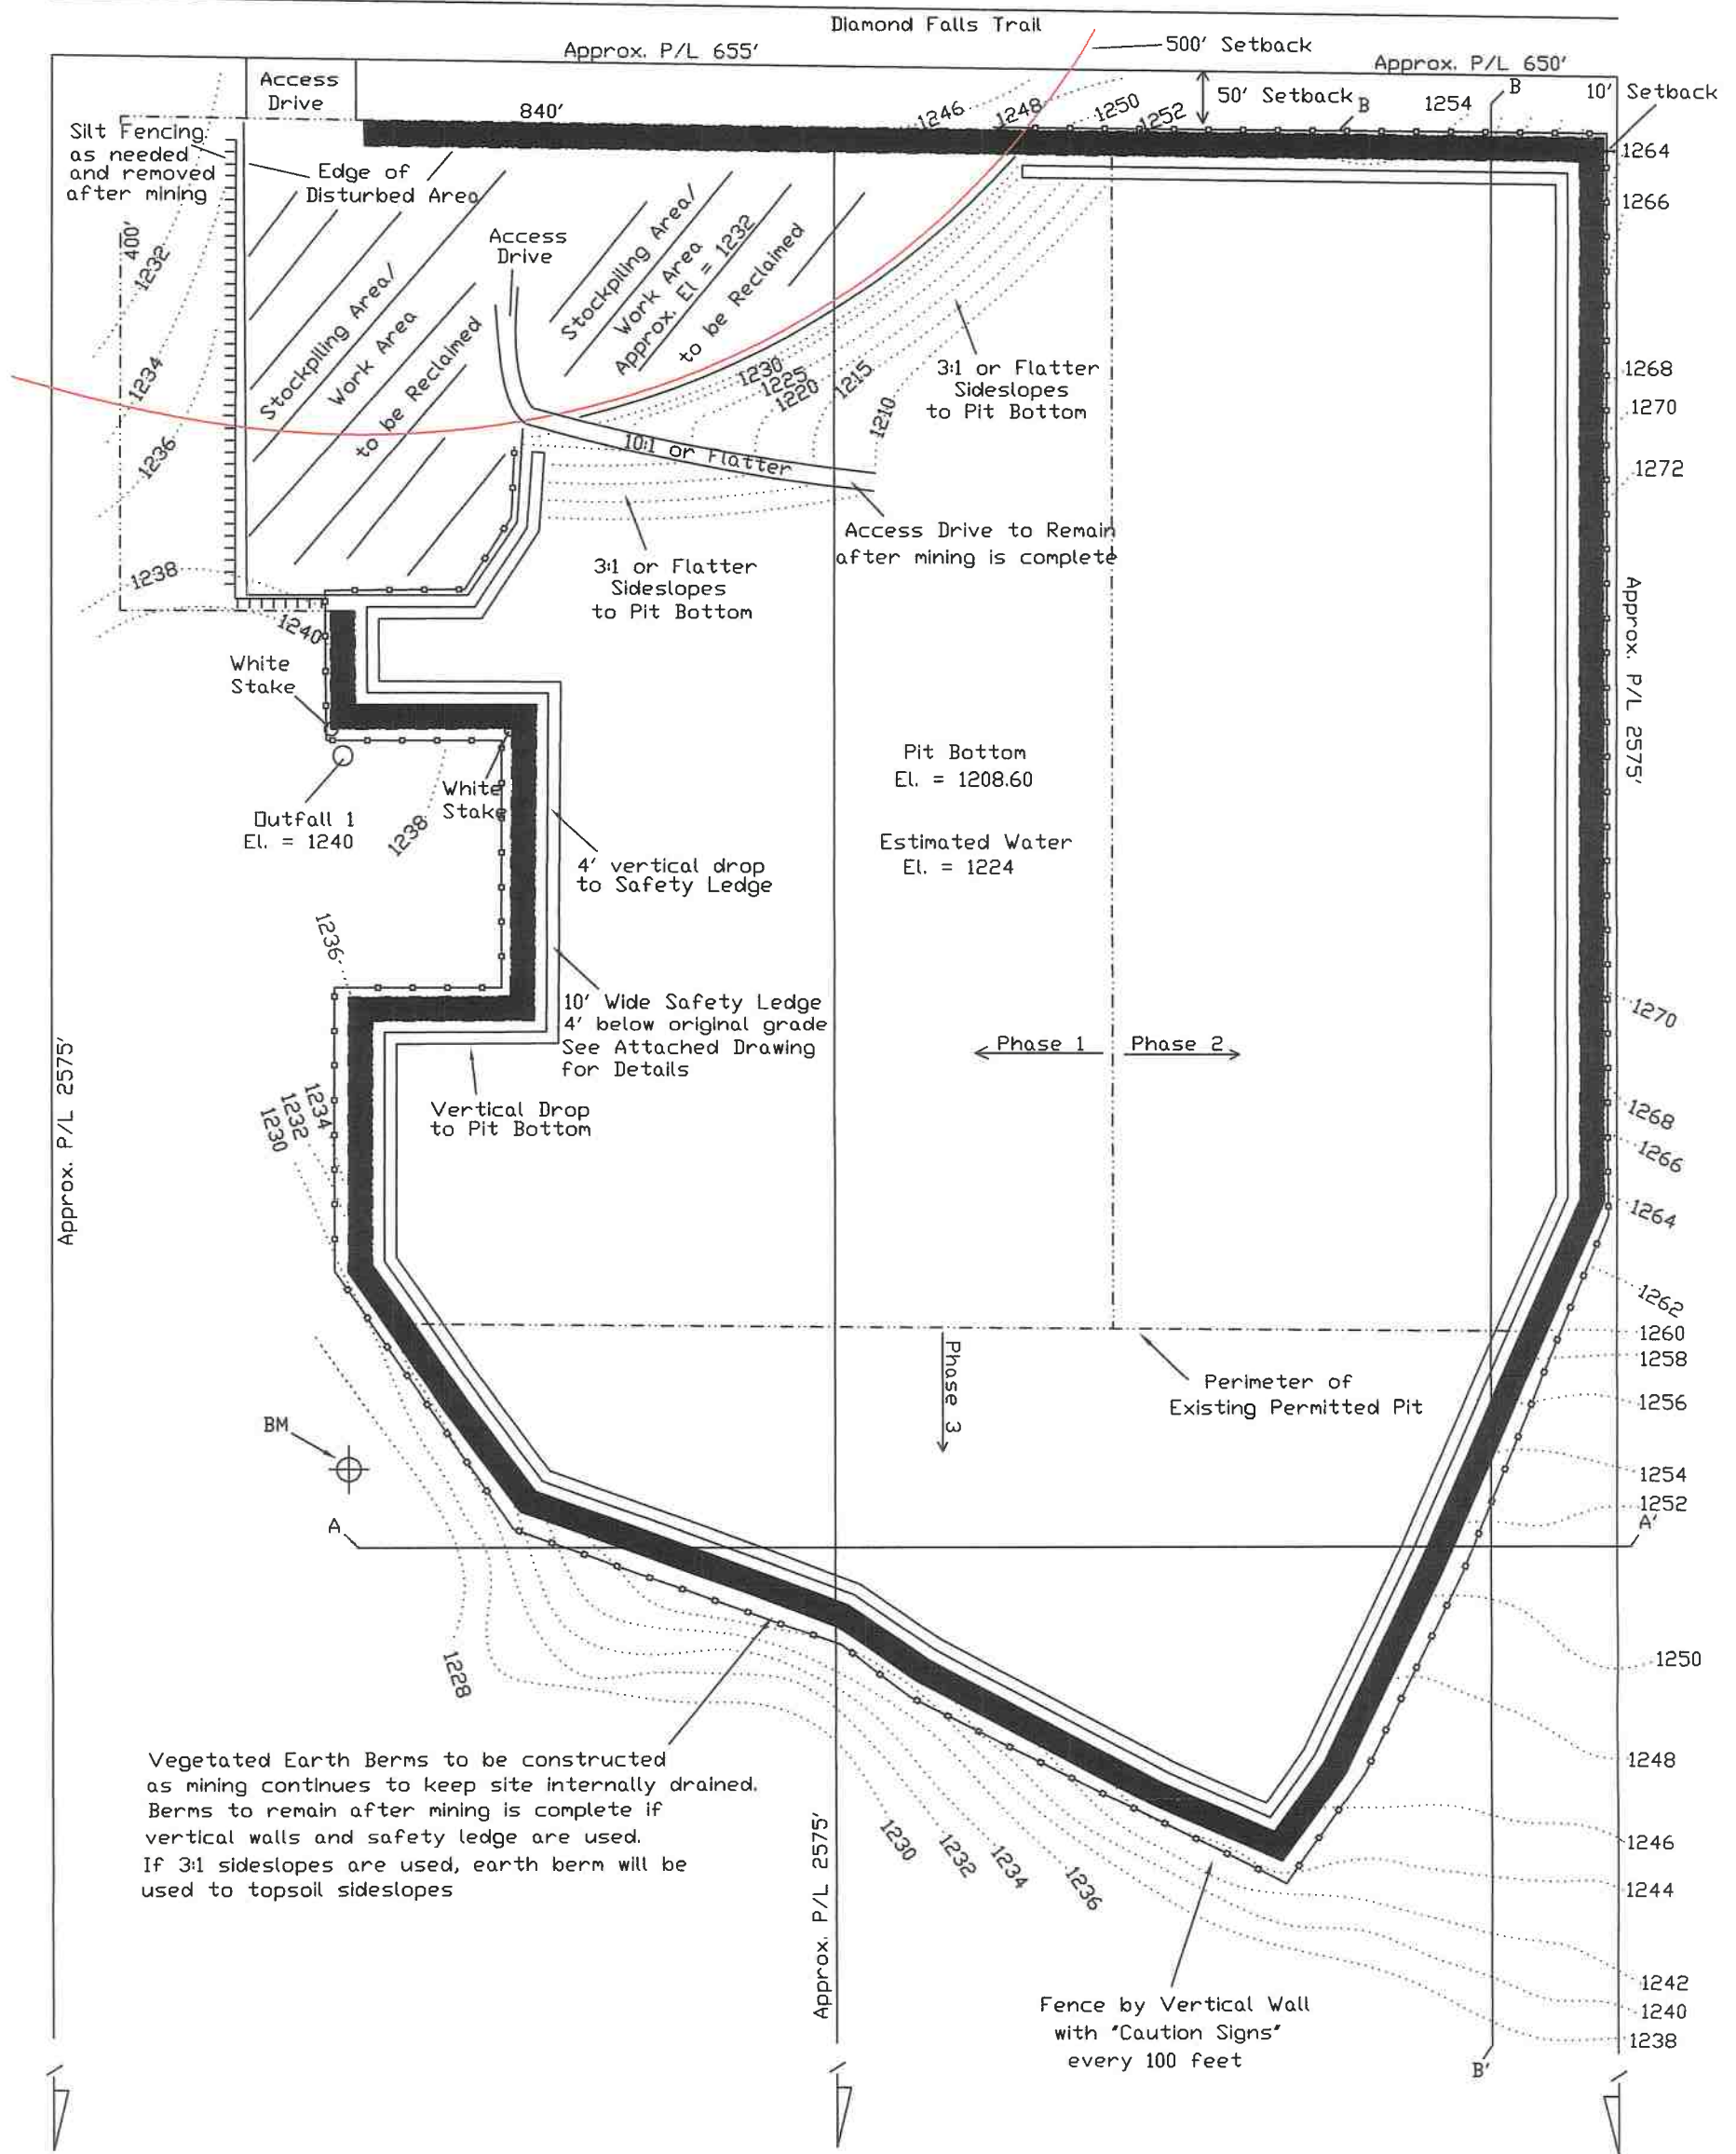 Diamond Falls Trail
Approx. P/L 655'
500' Setback
Approx. P/L 650'
Access
Drive
840'
1246
1248
1250
1252
50' Setback
B
1254
B
10' Setback
Silt Fencing
as needed
and removed
after mining
Edge of
Disturbed Area
1264
1266
400'
1232
1234
1236
1238
1240
Access
Drive
Stockpiling Area/
Work Area
to be Reclaimed
Stockpiling Area/
Work Area
Approx. El = 1232
to be Reclaimed
1230
1225
1220
1215
1210
3:1 or Flatter
Sideslopes
to Pit Bottom
1268
1270
1272
10:1 or Flatter
Access Drive to Remain
after mining is complete
3:1 or Flatter
Sideslopes
to Pit Bottom
Approx. P/L 2575'
White
Stake
White
Stake
Outfall 1
El. = 1240
1238
Pit Bottom
El. = 1208.60
Estimated Water
El. = 1224
4' vertical drop
to Safety Ledge
1236
10' Wide Safety Ledge
4' below original grade
See Attached Drawing
for Details
Phase 1
Phase 2
1270
Approx. P/L 2575'
1234
1232
1230
Vertical Drop
to Pit Bottom
1268
1266
1264
1262
1260
1258
1256
1254
1252
Phase 3
Perimeter of
Existing Permitted Pit
BM
A
A'
1228
1250
1248
1246
1244
1242
1240
1238
Vegetated Earth Berms to be constructed
as mining continues to keep site internally drained.
Berms to remain after mining is complete if
vertical walls and safety ledge are used.
If 3:1 sideslopes are used, earth berm will be
used to topsoil sideslopes
Approx. P/L 2575'
1230
1232
1234
1236
Fence by Vertical Wall
with "Caution Signs"
every 100 feet
B'